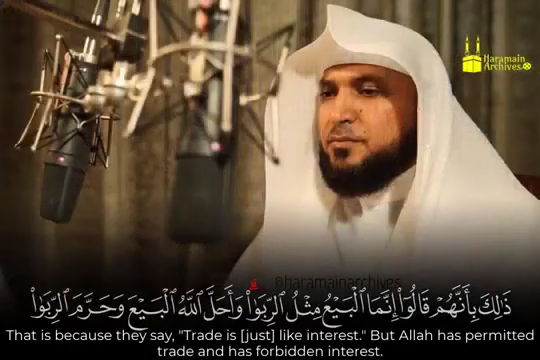 Haramain
Archives
@haramainarchives
ذَٰلِكَ بِأَنَّهُمْ قَالُوٓا۟ إِنَّمَا ٱلْبَيْعُ مِثْلُ ٱلرِّبَوٰا۟ وَأَحَلَّ ٱللَّهُ ٱلْبَيْعَ وَحَرَّمَ ٱلرِّبَوٰا۟
That is because they say, "Trade is [just] like interest." But Allah has permitted
trade and has forbidden interest.